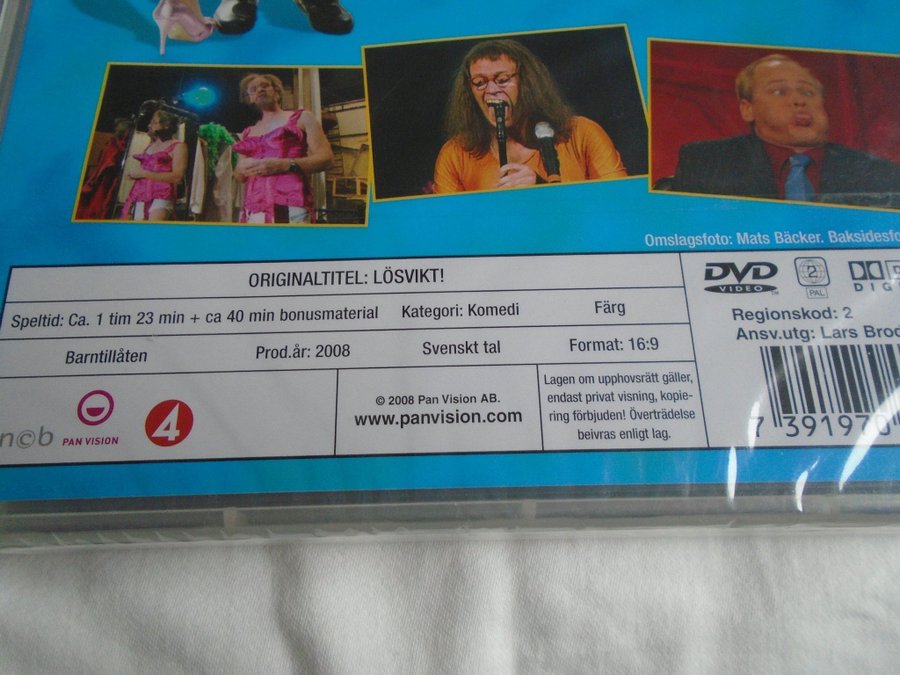 Omslagsfoto: Mats Bäcker.
ORIGINALTITEL: LÖSVIKT!
Speltid: Ca. 1 tim 23 min + ca 40 min bonusmaterial
Kategori: Komedi
Färg
Barntillåten
Prod.år: 2008
Svenskt tal
Format: 16:9
ncb
PAN VISION
4
© 2008 Pan Vision AB.
www.panvision.com
Lagen om upphovsrätt gäller,
endast privat visning, kopie-
ring förbjuden! Överträdelse
beivras enligt lag.
DVD
VIDEO
2
PAL
Regionskod: 2
Ansv.utg: Lars
7 391970